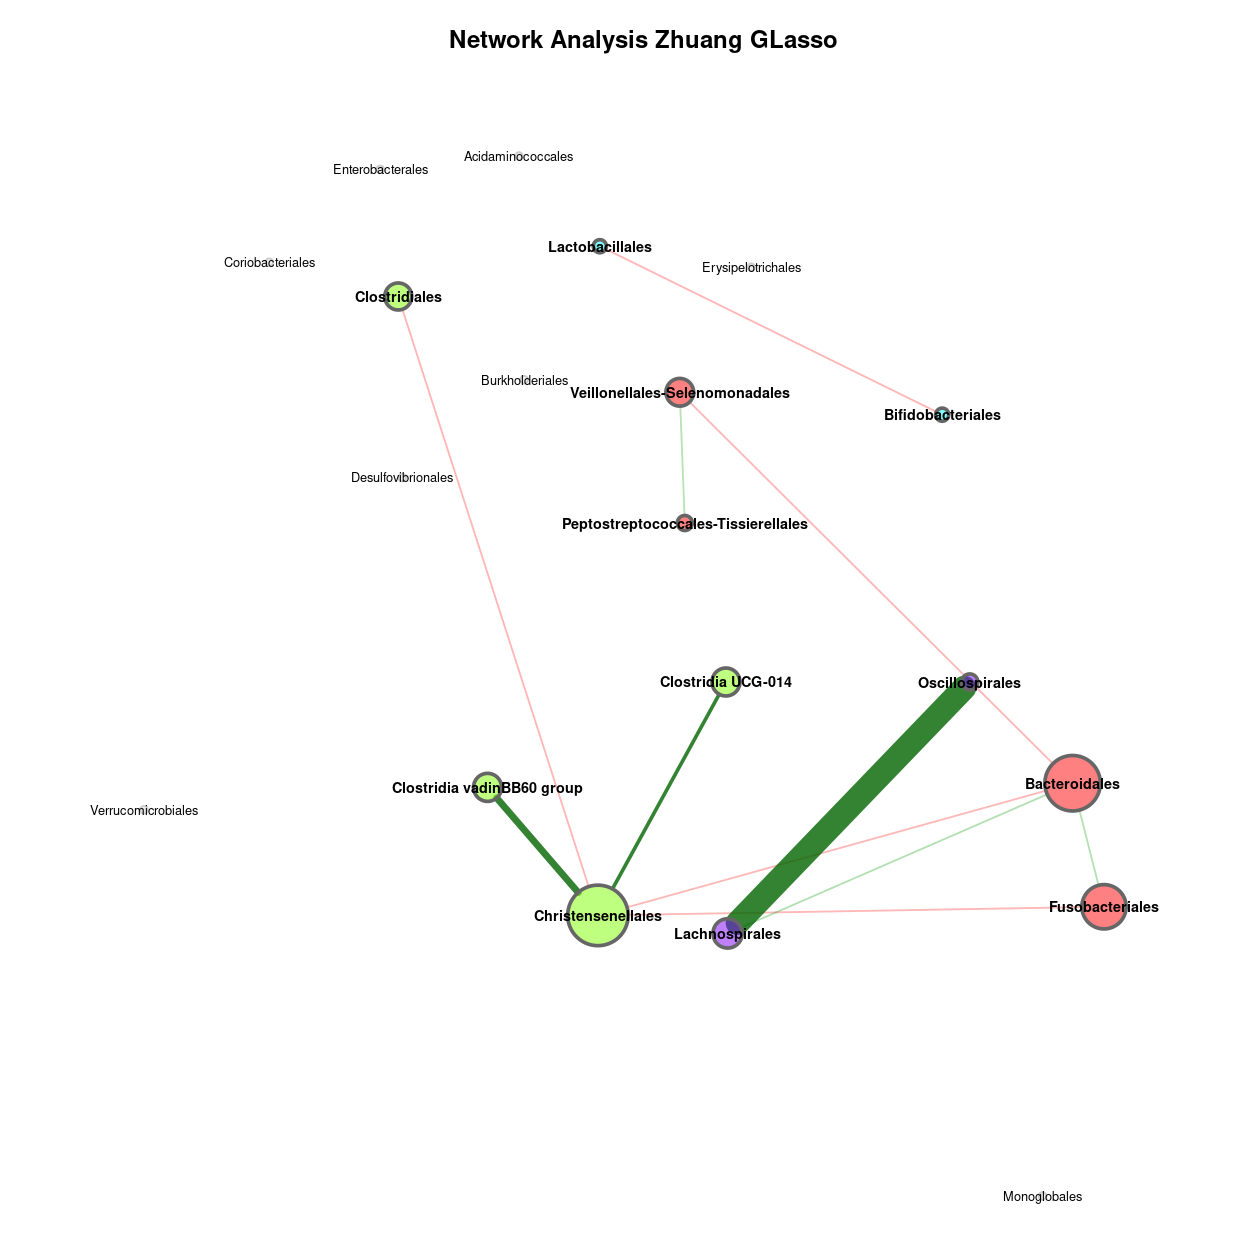 Network Analysis Zhuang GLasso
Acidaminococcales
Enterobacterales
Lactobacillales
Coriobacteriales
Erysipelotrichales
Clostridiales
Burkholderiales
Veillonellales-Selenomonadales
Bifidobacteriales
Desulfovibrionales
Peptostreptococcales-Tissierellales
Clostridia UCG-014
Oscillospirales
Bacteroidales
Clostridia vadinBB60 group
Verrucomicrobiales
Fusobacteriales
Christensenellales
Lachnospirales
Monoglobales